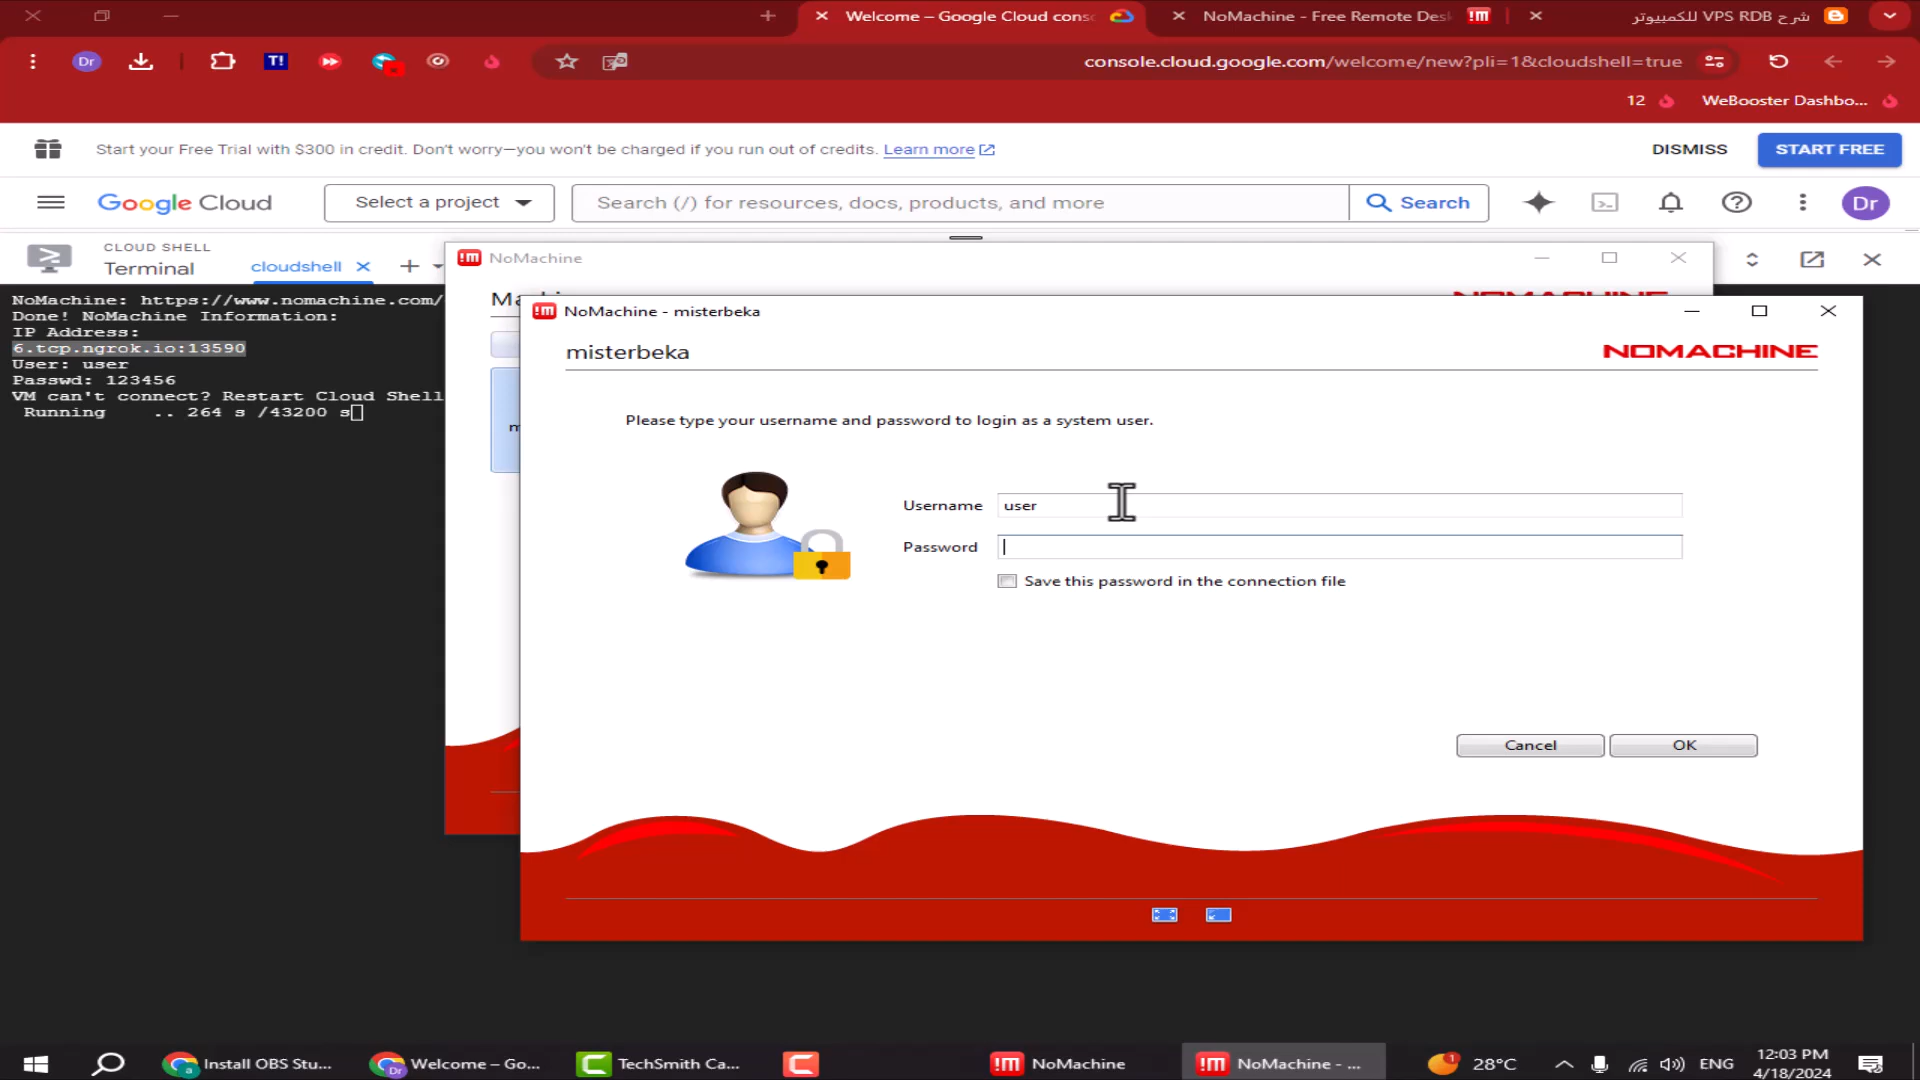 Welcome – Google Cloud cons
NoMachine - Free Remote Des
شرح VPS RDB للكمبيوتر
Dr
T!
console.cloud.google.com/welcome/new?pli=1&cloudshell=true
12
WeBooster Dashbo...
Start your Free Trial with $300 in credit. Don't worry—you won't be charged if you run out of credits. Learn more
DISMISS
START FREE
Google Cloud
Select a project
Search (/) for resources, docs, products, and more
Search
Dr
CLOUD SHELL
Terminal
cloudshell
NoMachine
NoMachine: https://www.nomachine.com/
Done! NoMachine Information:
IP Address:
6.tcp.ngrok.io:13590
User: user
Passwd: 123456
VM can't connect? Restart Cloud Shell
Running .. 264 s /43200 s
NoMachine - misterbeka
misterbeka
NOMACHINE
Please type your username and password to login as a system user.
Username user
Password
Save this password in the connection file
Cancel
OK
Install OBS Stu...
Welcome – Go...
TechSmith Ca...
NoMachine
NoMachine - ...
28°C
ENG
12:03 PM
4/18/2024